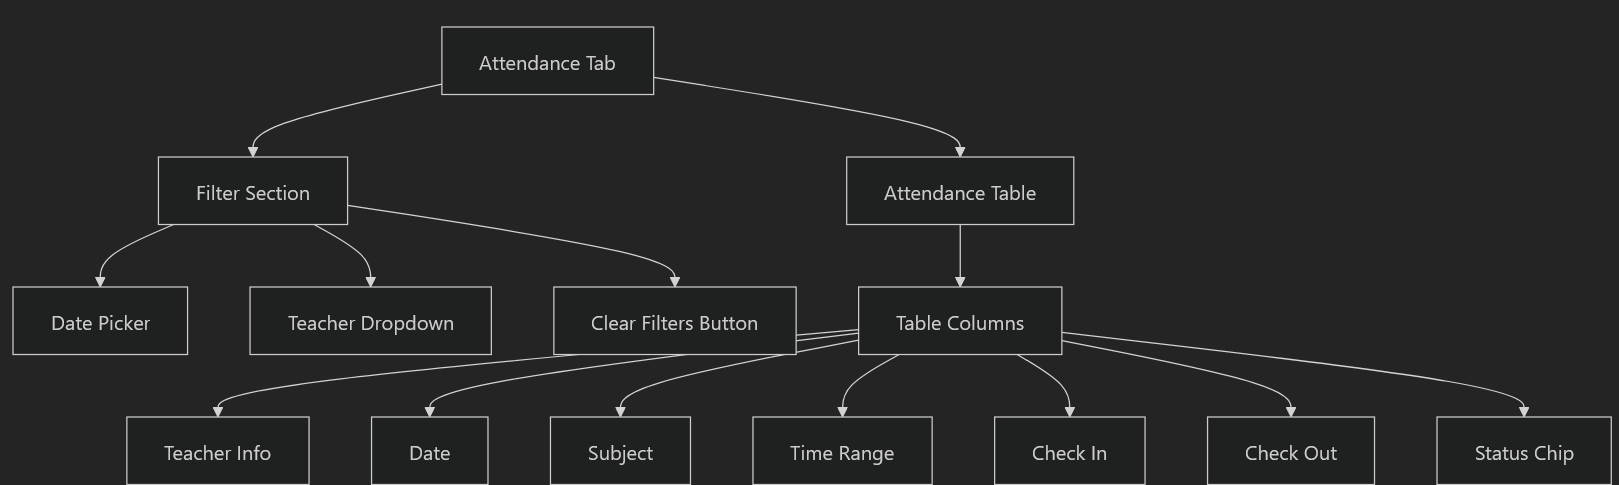 Attendance Tab
Filter Section
Attendance Table
Date Picker
Teacher Dropdown
Clear Filters Button
Table Columns
Teacher Info
Date
Subject
Time Range
Check In
Check Out
Status Chip